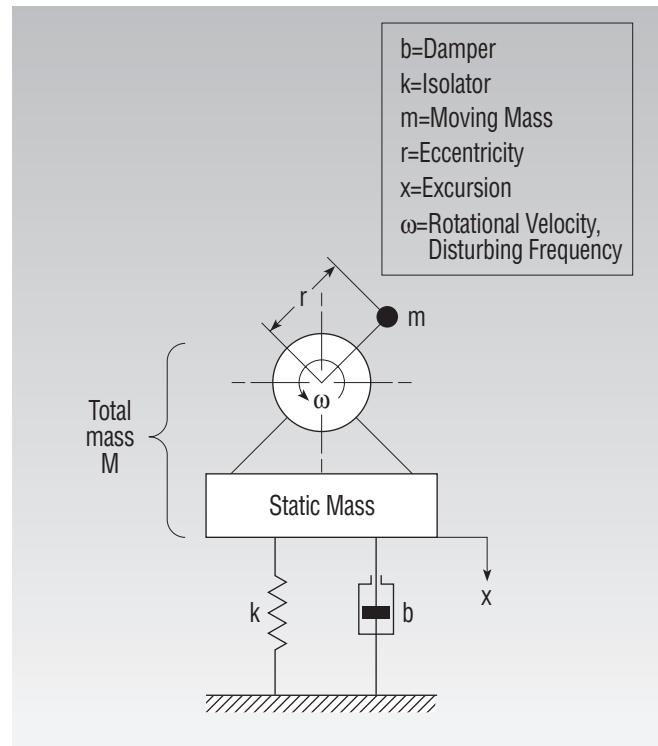 b=Damper
k=Isolator
m=Moving Mass
r=Eccentricity
x=Excursion
ω=Rotational Velocity,
Disturbing Frequency
r
m
ω
Total
mass
M
Static Mass
x
k
b